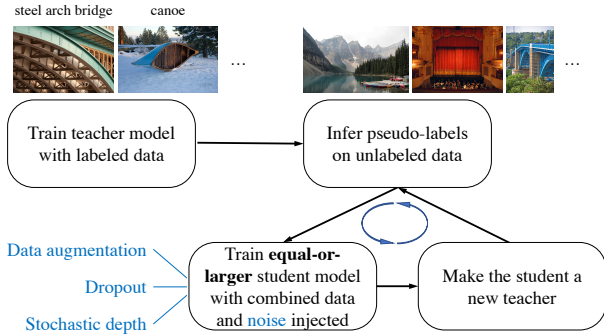 steel arch bridge
canoe
...
...
Train teacher model
with labeled data
Infer pseudo-labels
on unlabeled data
Data augmentation
Dropout
Stochastic depth
Train equal-or-
larger student model
with combined data
and noise injected
Make the student a
new teacher